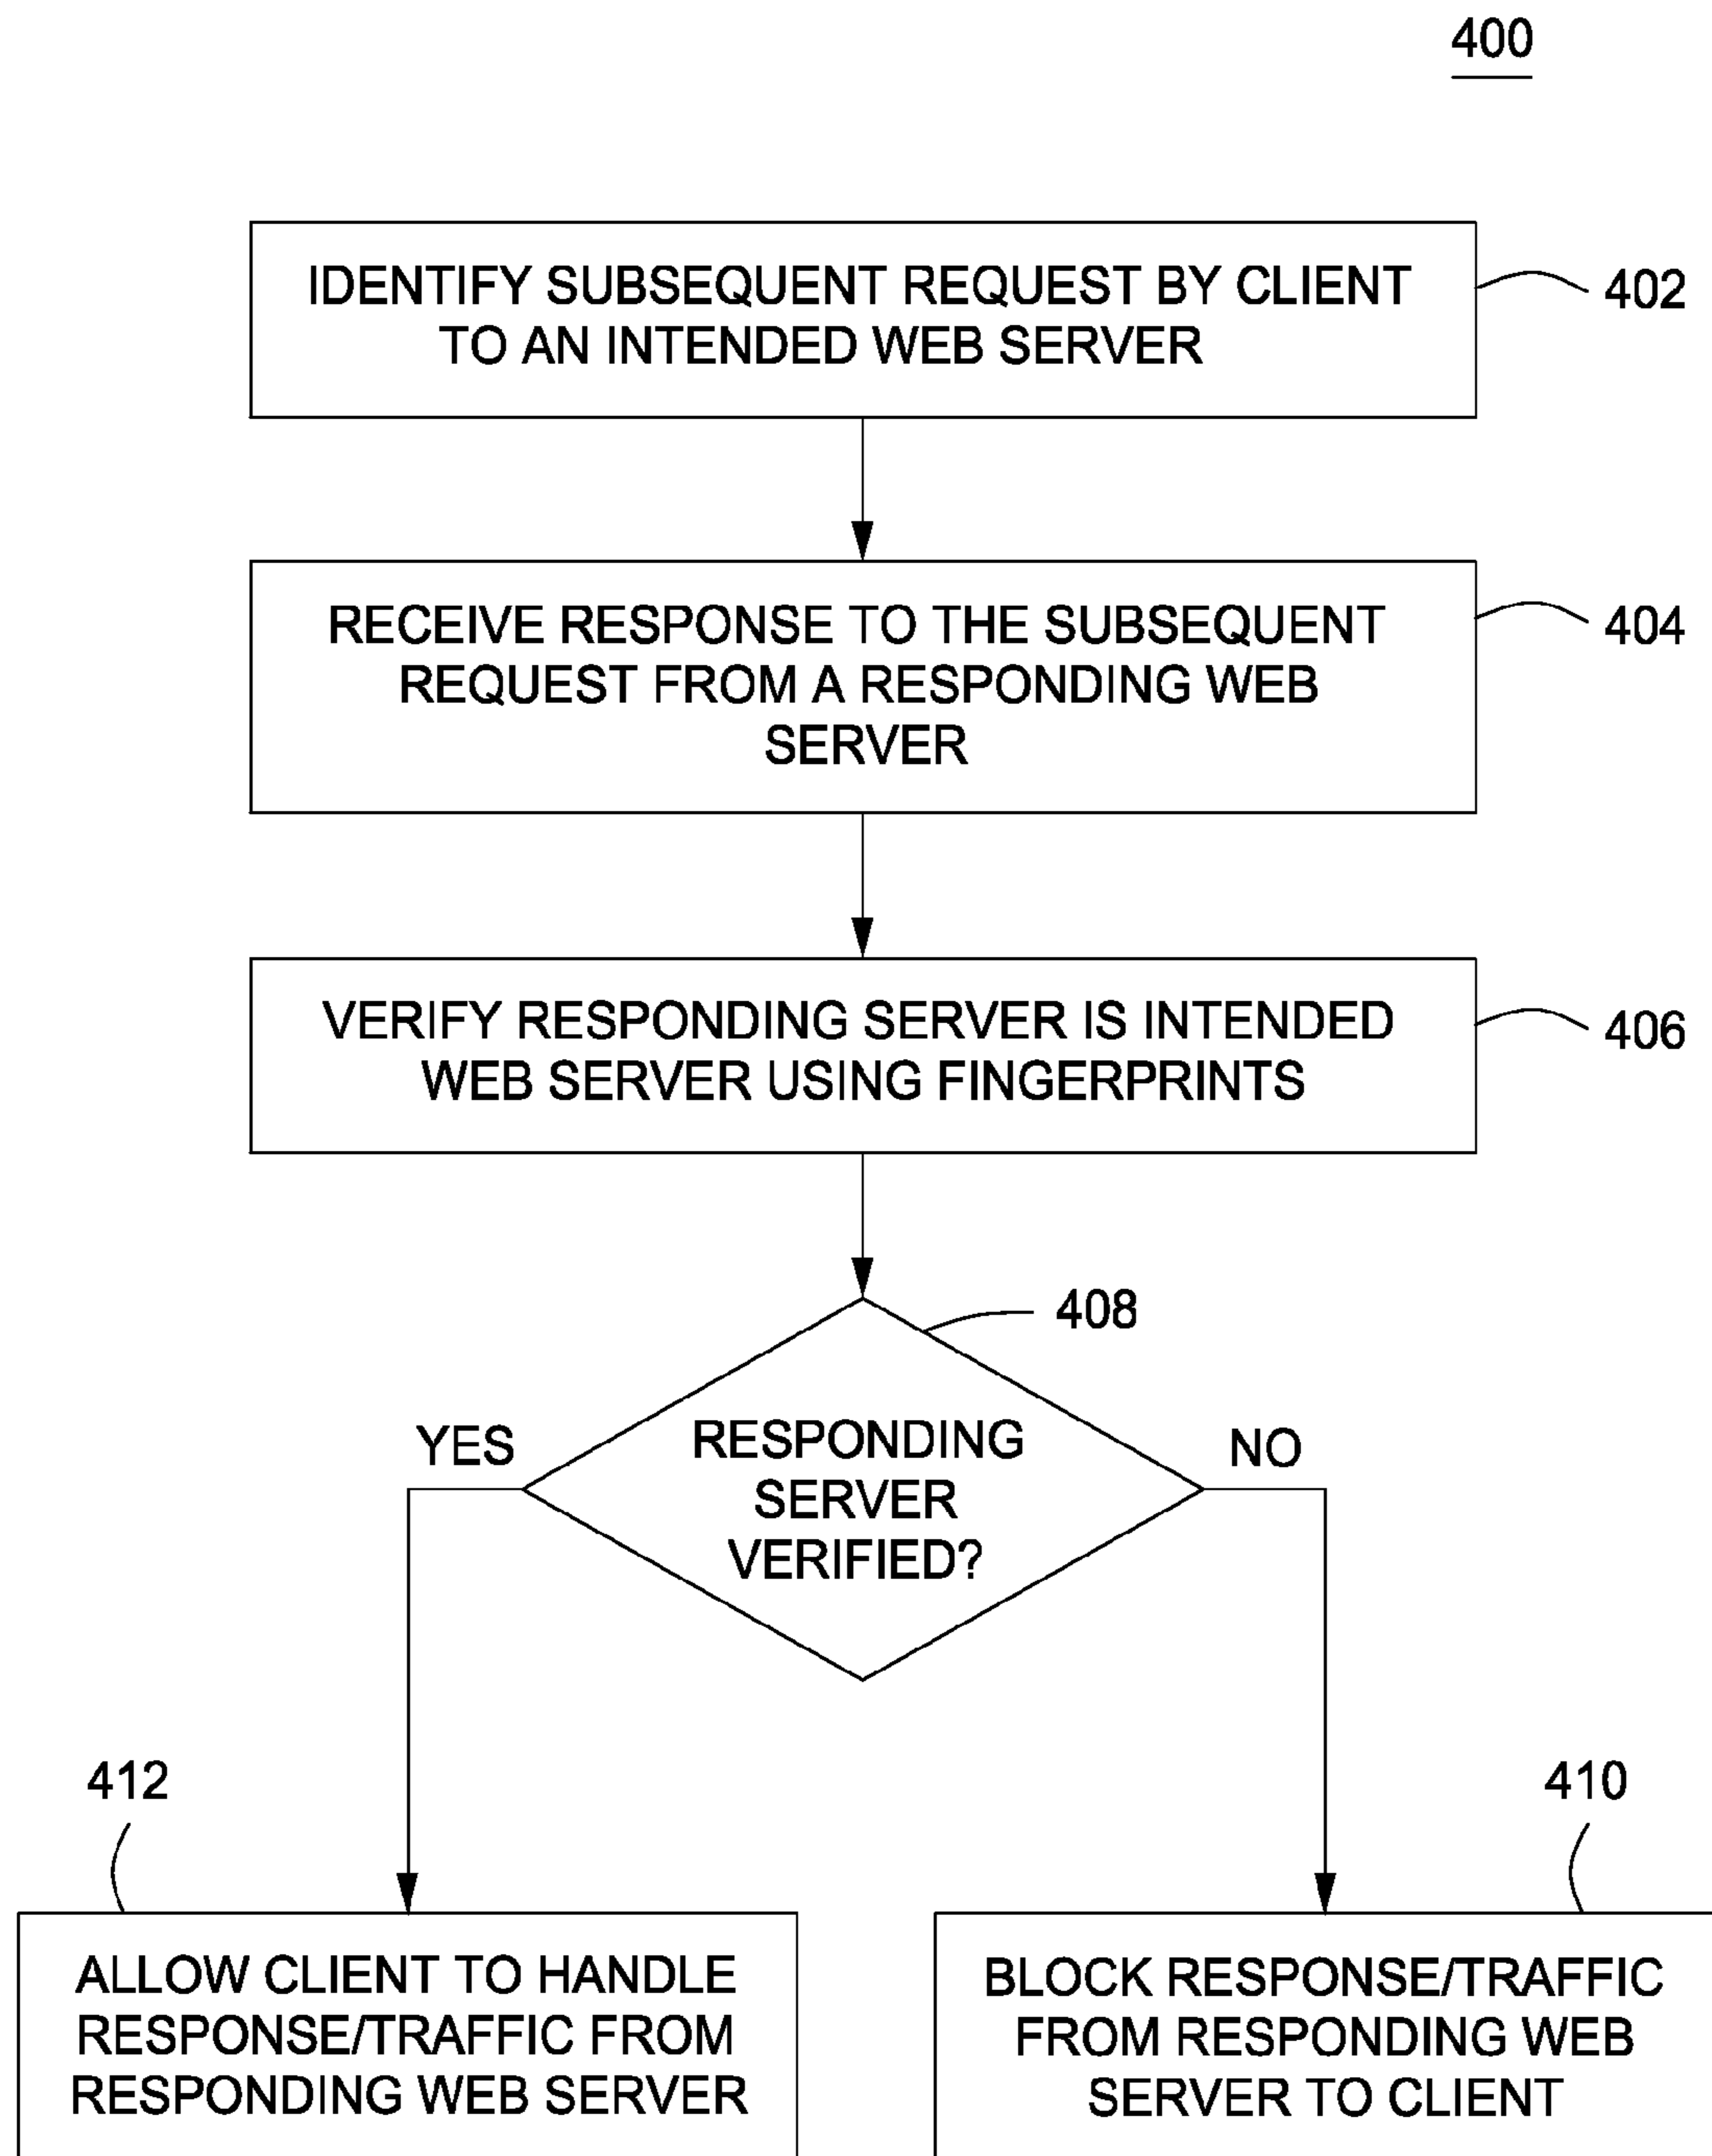 400
IDENTIFY SUBSEQUENT REQUEST BY CLIENT
TO AN INTENDED WEB SERVER
402
RECEIVE RESPONSE TO THE SUBSEQUENT
REQUEST FROM A RESPONDING WEB
SERVER
404
VERIFY RESPONDING SERVER IS INTENDED
WEB SERVER USING FINGERPRINTS
406
408
YES
RESPONDING
SERVER
VERIFIED?
NO
412
410
ALLOW CLIENT TO HANDLE
RESPONSE/TRAFFIC FROM
RESPONDING WEB SERVER
BLOCK RESPONSE/TRAFFIC
FROM RESPONDING WEB
SERVER TO CLIENT